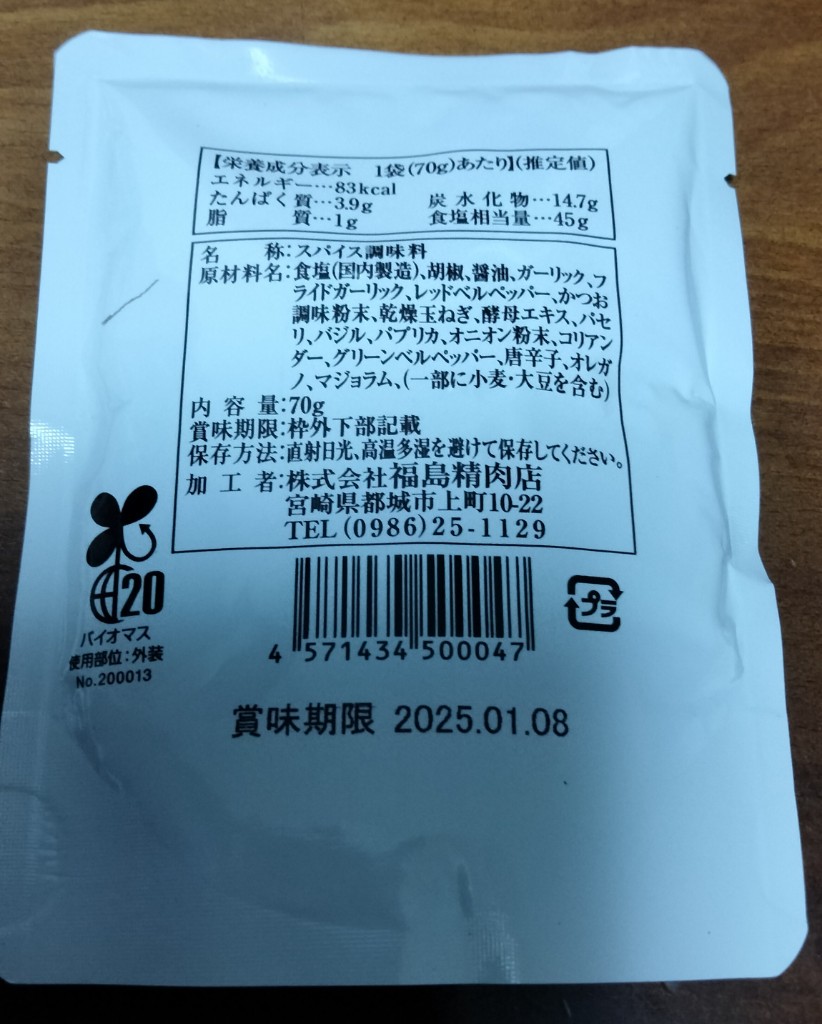 【栄養成分表示　1袋(70g)あたり】(推定値)
エネルギー…83kcal
たんぱく質…3.9g　炭水化物…14.7g
脂　質…1g　食塩相当量…45g
名　称:スパイス調味料
原材料名:食塩(国内製造)、胡椒、醤油、ガーリック、フ
ライドガーリック、レッドベルペッパー、かつお
調味粉末、乾燥玉ねぎ、酵母エキス、パセ
リ、バジル、パプリカ、オニオン粉末、コリアン
ダー、グリーンベルペッパー、唐辛子、オレガ
ノ、マジョラム、(一部に小麦・大豆を含む)
内容量:70g
賞味期限:枠外下部記載
保存方法:直射日光、高温多湿を避けて保存してください。
加工者:株式会社福島精肉店
宮崎県都城市上町10-22
TEL(0986)25-1129
20
バイオマス
使用部位:外装
No.200013
4 571434 500047
プラ
賞味期限 2025.01.08